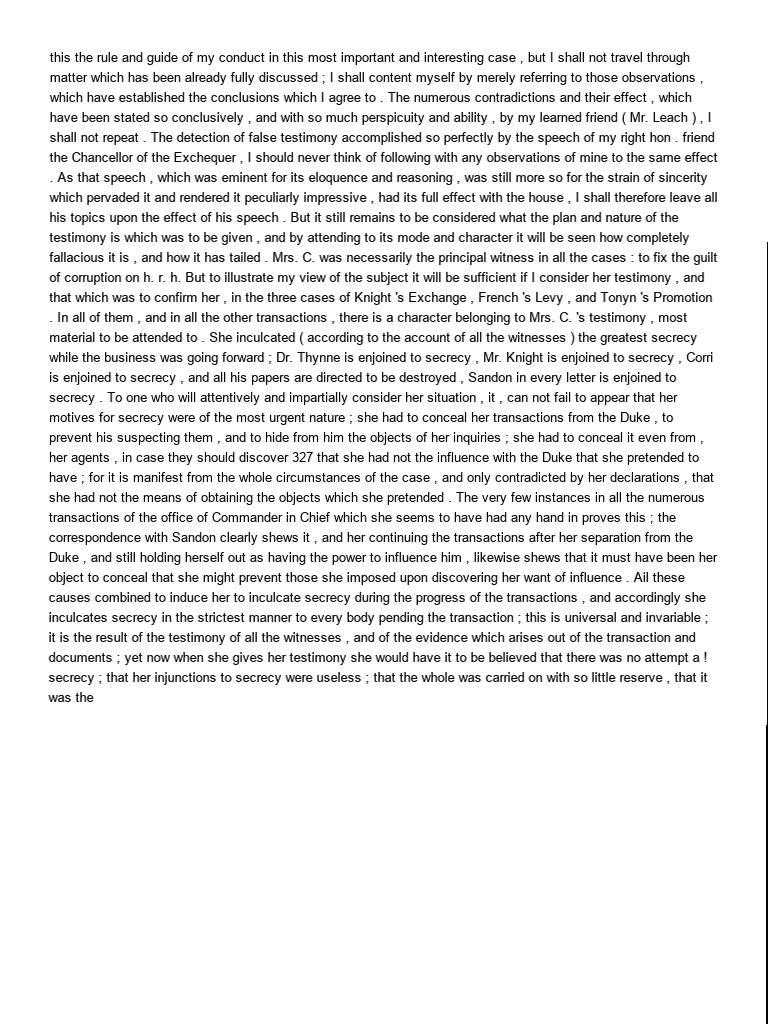 this the rule and guide of my conduct in this most important and interesting case , but I shall not travel through
matter which has been already fully discussed ; I shall content myself by merely referring to those observations ,
which have established the conclusions which I agree to . The numerous contradictions and their effect , which
have been stated so conclusively , and with so much perspicuity and ability , by my learned friend ( Mr. Leach ) , I
shall not repeat . The detection of false testimony accomplished so perfectly by the speech of my right hon . friend
the Chancellor of the Exchequer , I should never think of following with any observations of mine to the same effect
. As that speech , which was eminent for its eloquence and reasoning , was still more so for the strain of sincerity
which pervaded it and rendered it peculiarly impressive , had its full effect with the house , I shall therefore leave all
his topics upon the effect of his speech . But it still remains to be considered what the plan and nature of the
testimony is which was to be given , and by attending to its mode and character it will be seen how completely
fallacious it is , and how it has tailed . Mrs. C. was necessarily the principal witness in all the cases : to fix the guilt
of corruption on h. r. h. But to illustrate my view of the subject it will be sufficient if I consider her testimony , and
that which was to confirm her , in the three cases of Knight 's Exchange , French 's Levy , and Tonyn 's Promotion
. In all of them , and in all the other transactions , there is a character belonging to Mrs. C. 's testimony , most
material to be attended to . She inculcated ( according to the account of all the witnesses ) the greatest secrecy
while the business was going forward ; Dr. Thynne is enjoined to secrecy , Mr. Knight is enjoined to secrecy , Corri
is enjoined to secrecy , and all his papers are directed to be destroyed , Sandon in every letter is enjoined to
secrecy . To one who will attentively and impartially consider her situation , it , can not fail to appear that her
motives for secrecy were of the most urgent nature ; she had to conceal her transactions from the Duke , to
prevent his suspecting them , and to hide from him the objects of her inquiries ; she had to conceal it even from ,
her agents , in case they should discover 327 that she had not the influence with the Duke that she pretended to
have ; for it is manifest from the whole circumstances of the case , and only contradicted by her declarations , that
she had not the means of obtaining the objects which she pretended . The very few instances in all the numerous
transactions of the office of Commander in Chief which she seems to have had any hand in proves this ; the
correspondence with Sandon clearly shews it , and her continuing the transactions after her separation from the
Duke , and still holding herself out as having the power to influence him , likewise shews that it must have been her
object to conceal that she might prevent those she imposed upon discovering her want of influence . Ail these
causes combined to induce her to inculcate secrecy during the progress of the transactions , and accordingly she
inculcates secrecy in the strictest manner to every body pending the transaction ; this is universal and invariable ;
it is the result of the testimony of all the witnesses , and of the evidence which arises out of the transaction and
documents ; yet now when she gives her testimony she would have it to be believed that there was no attempt a !
secrecy ; that her injunctions to secrecy were useless ; that the whole was carried on with so little reserve , that it
was the